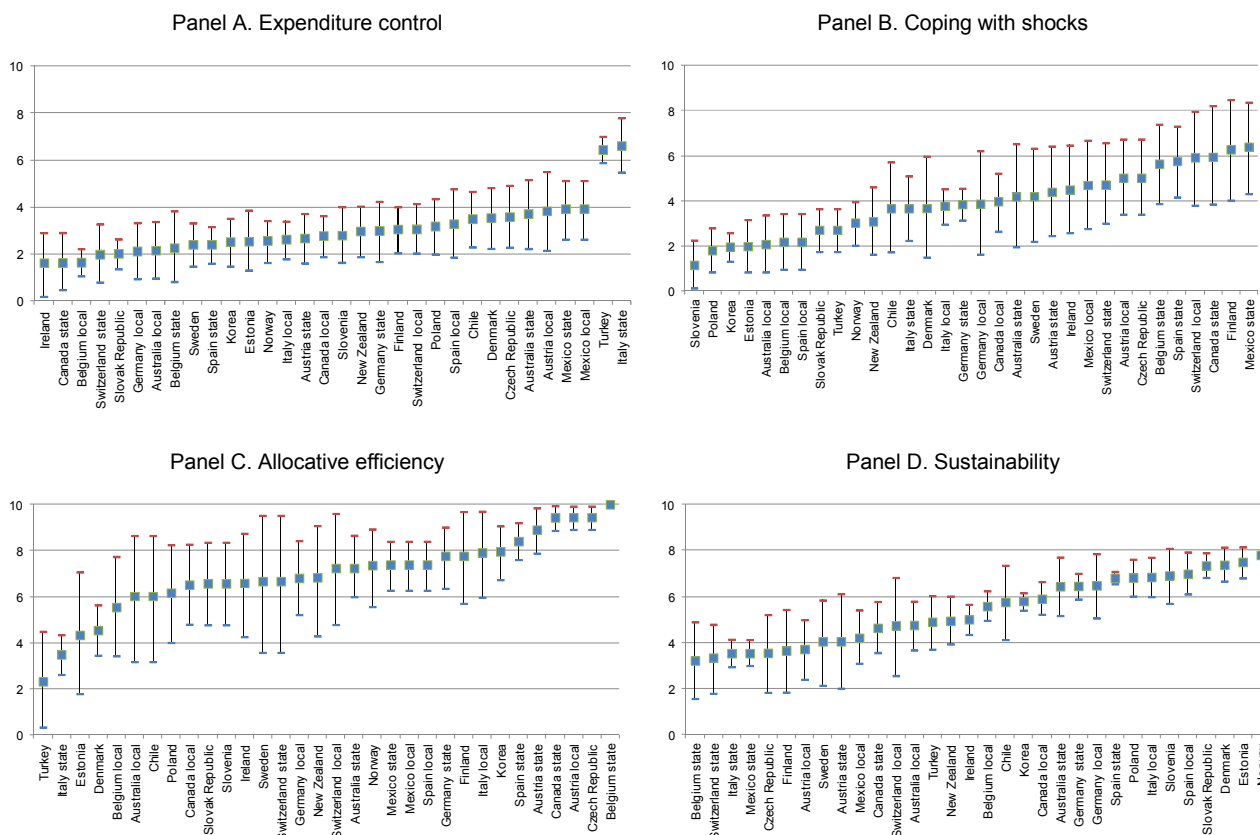 Panel A. Expenditure control
10
8
6
4
2
0
Ireland
Canada state
Belgium local
Switzerland state
Slovak Republic
Germany local
Australia local
Belgium state
Sweden
Spain state
Korea
Estonia
Norway
Italy local
Austria state
Canada local
Slovenia
New Zealand
Germany state
Finland
Switzerland local
Poland
Spain local
Chile
Denmark
Czech Republic
Australia state
Austria local
Mexico state
Mexico local
Turkey
Italy state
Panel B. Coping with shocks
10
8
6
4
2
0
Slovenia
Poland
Korea
Estonia
Australia local
Belgium local
Spain local
Slovak Republic
Turkey
Norway
New Zealand
Chile
Italy state
Denmark
Italy local
Germany state
Germany local
Canada local
Australia state
Sweden
Austria state
Ireland
Mexico local
Switzerland state
Austria local
Czech Republic
Belgium state
Spain state
Switzerland local
Canada state
Finland
Mexico state
Panel C. Allocative efficiency
10
8
6
4
2
0
Turkey
Italy state
Estonia
Denmark
Belgium local
Australia local
Chile
Poland
Canada local
Slovak Republic
Slovenia
Ireland
Sweden
Switzerland state
Germany local
New Zealand
Switzerland local
Australia state
Norway
Mexico state
Mexico local
Spain local
Germany state
Finland
Italy local
Korea
Spain state
Austria state
Canada state
Austria local
Czech Republic
Belgium state
Panel D. Sustainability
10
8
6
4
2
0
Belgium state
Switzerland state
Italy state
Mexico state
Czech Republic
Finland
Austria local
Sweden
Austria state
Mexico local
Canada state
Switzerland local
Australia local
Turkey
New Zealand
Ireland
Belgium local
Chile
Korea
Canada local
Australia state
Germany state
Germany local
Spain state
Poland
Italy local
Slovenia
Spain local
Slovak Republic
Denmark
Estonia